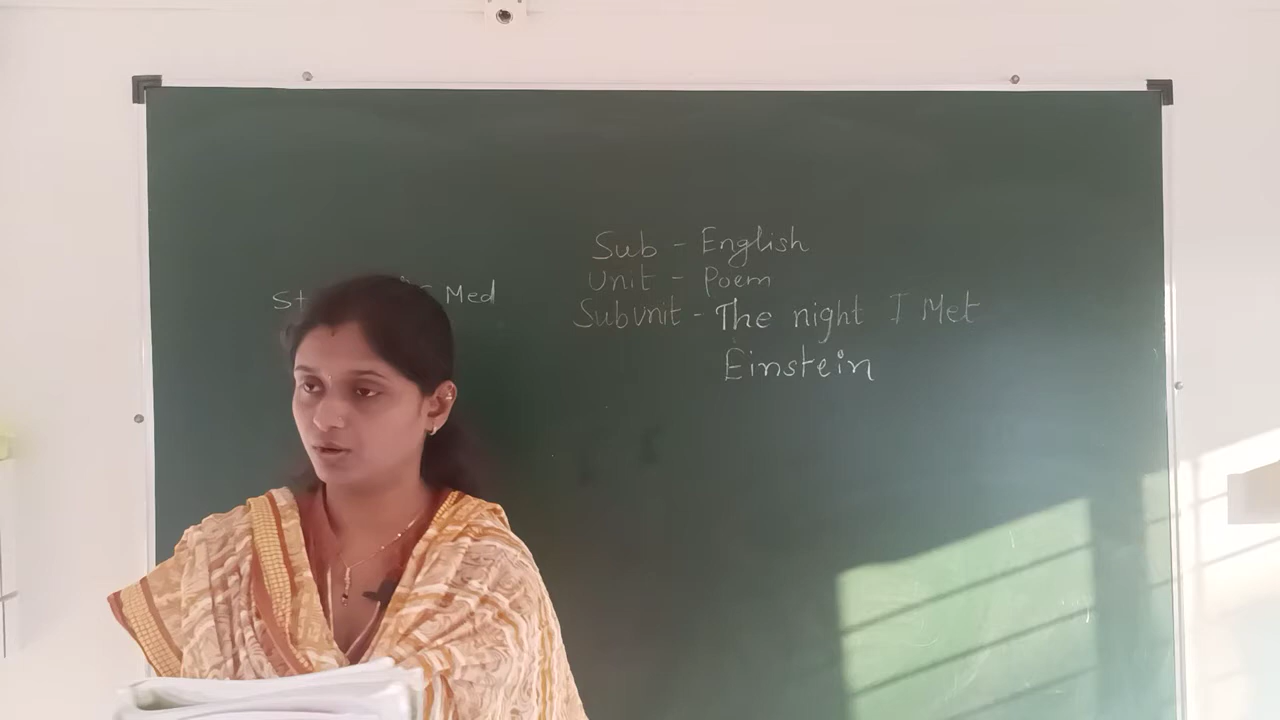 Sub - English
Unit - Poem
Med
Subunit - The night I Met
Einstein